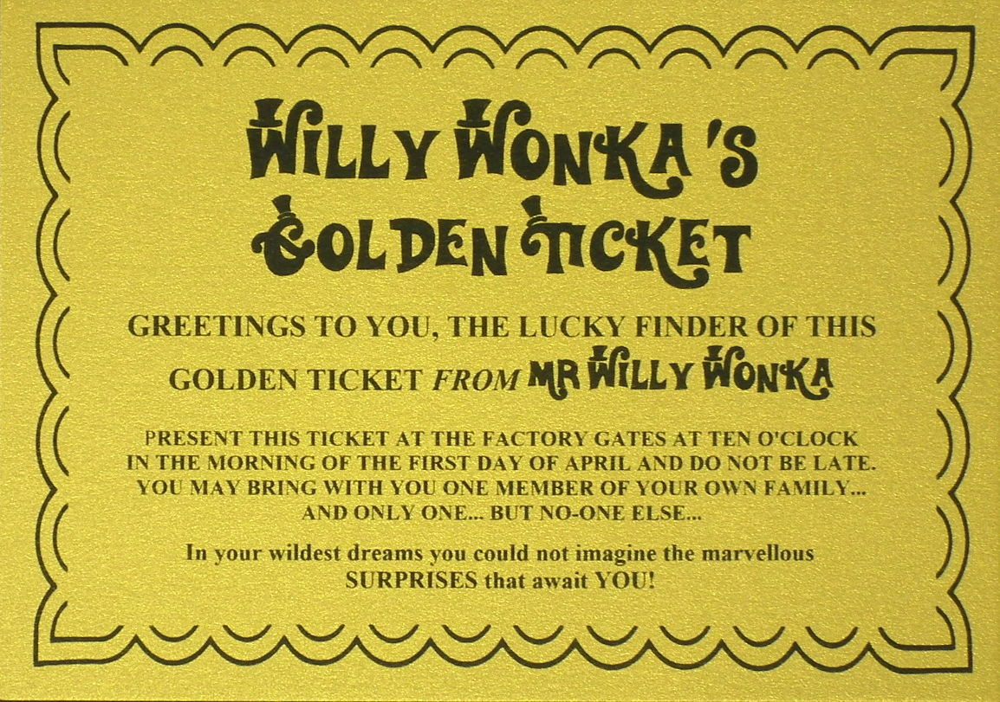 WILLY WONKA'S
GOLDEN TICKET
GREETINGS TO YOU, THE LUCKY FINDER OF THIS
GOLDEN TICKET FROM MR WILLY WONKA
PRESENT THIS TICKET AT THE FACTORY GATES AT TEN O'CLOCK
IN THE MORNING OF THE FIRST DAY OF APRIL AND DO NOT BE LATE.
YOU MAY BRING WITH YOU ONE MEMBER OF YOUR OWN FAMILY...
AND ONLY ONE... BUT NO-ONE ELSE...
In your wildest dreams you could not imagine the marvellous
SURPRISES that await YOU!